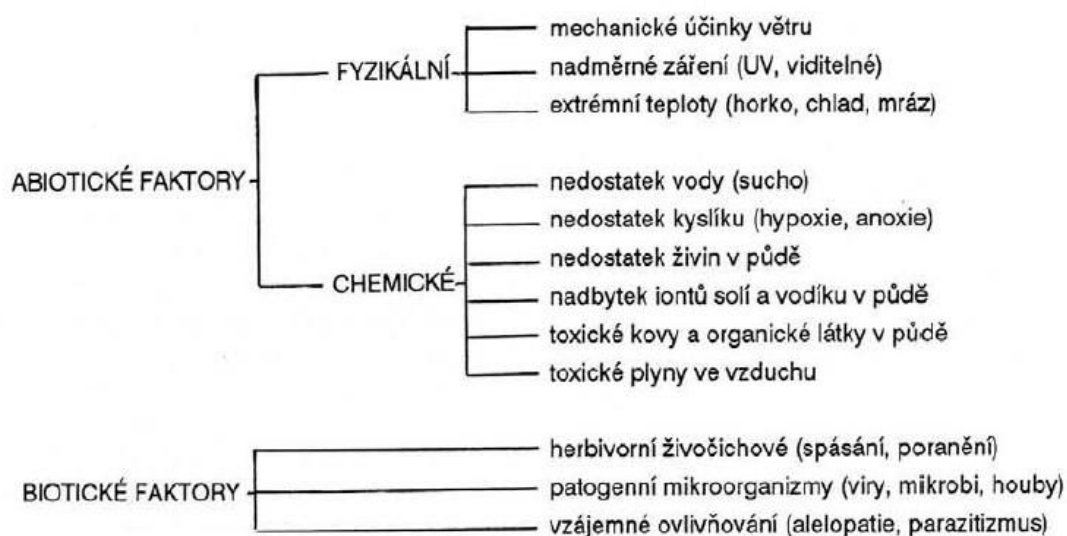 mechanické účinky větru
FYZIKÁLNÍ
nadměrné záření (UV, viditelné)
extrémní teploty (horko, chlad, mráz)
ABIOTICKÉ FAKTORY
nedostatek vody (sucho)
nedostatek kyslíku (hypoxie, anoxie)
nedostatek živin v půdě
CHEMICKÉ
nadbytek iontů solí a vodíku v půdě
toxické kovy a organické látky v půdě
toxické plyny ve vzduchu
herbivorní živočichové (spásání, poranění)
BIOTICKÉ FAKTORY
patogenní mikroorganizmy (viry, mikrobi, houby)
vzájemné ovlivňování (alelopatie, parazitizmus)